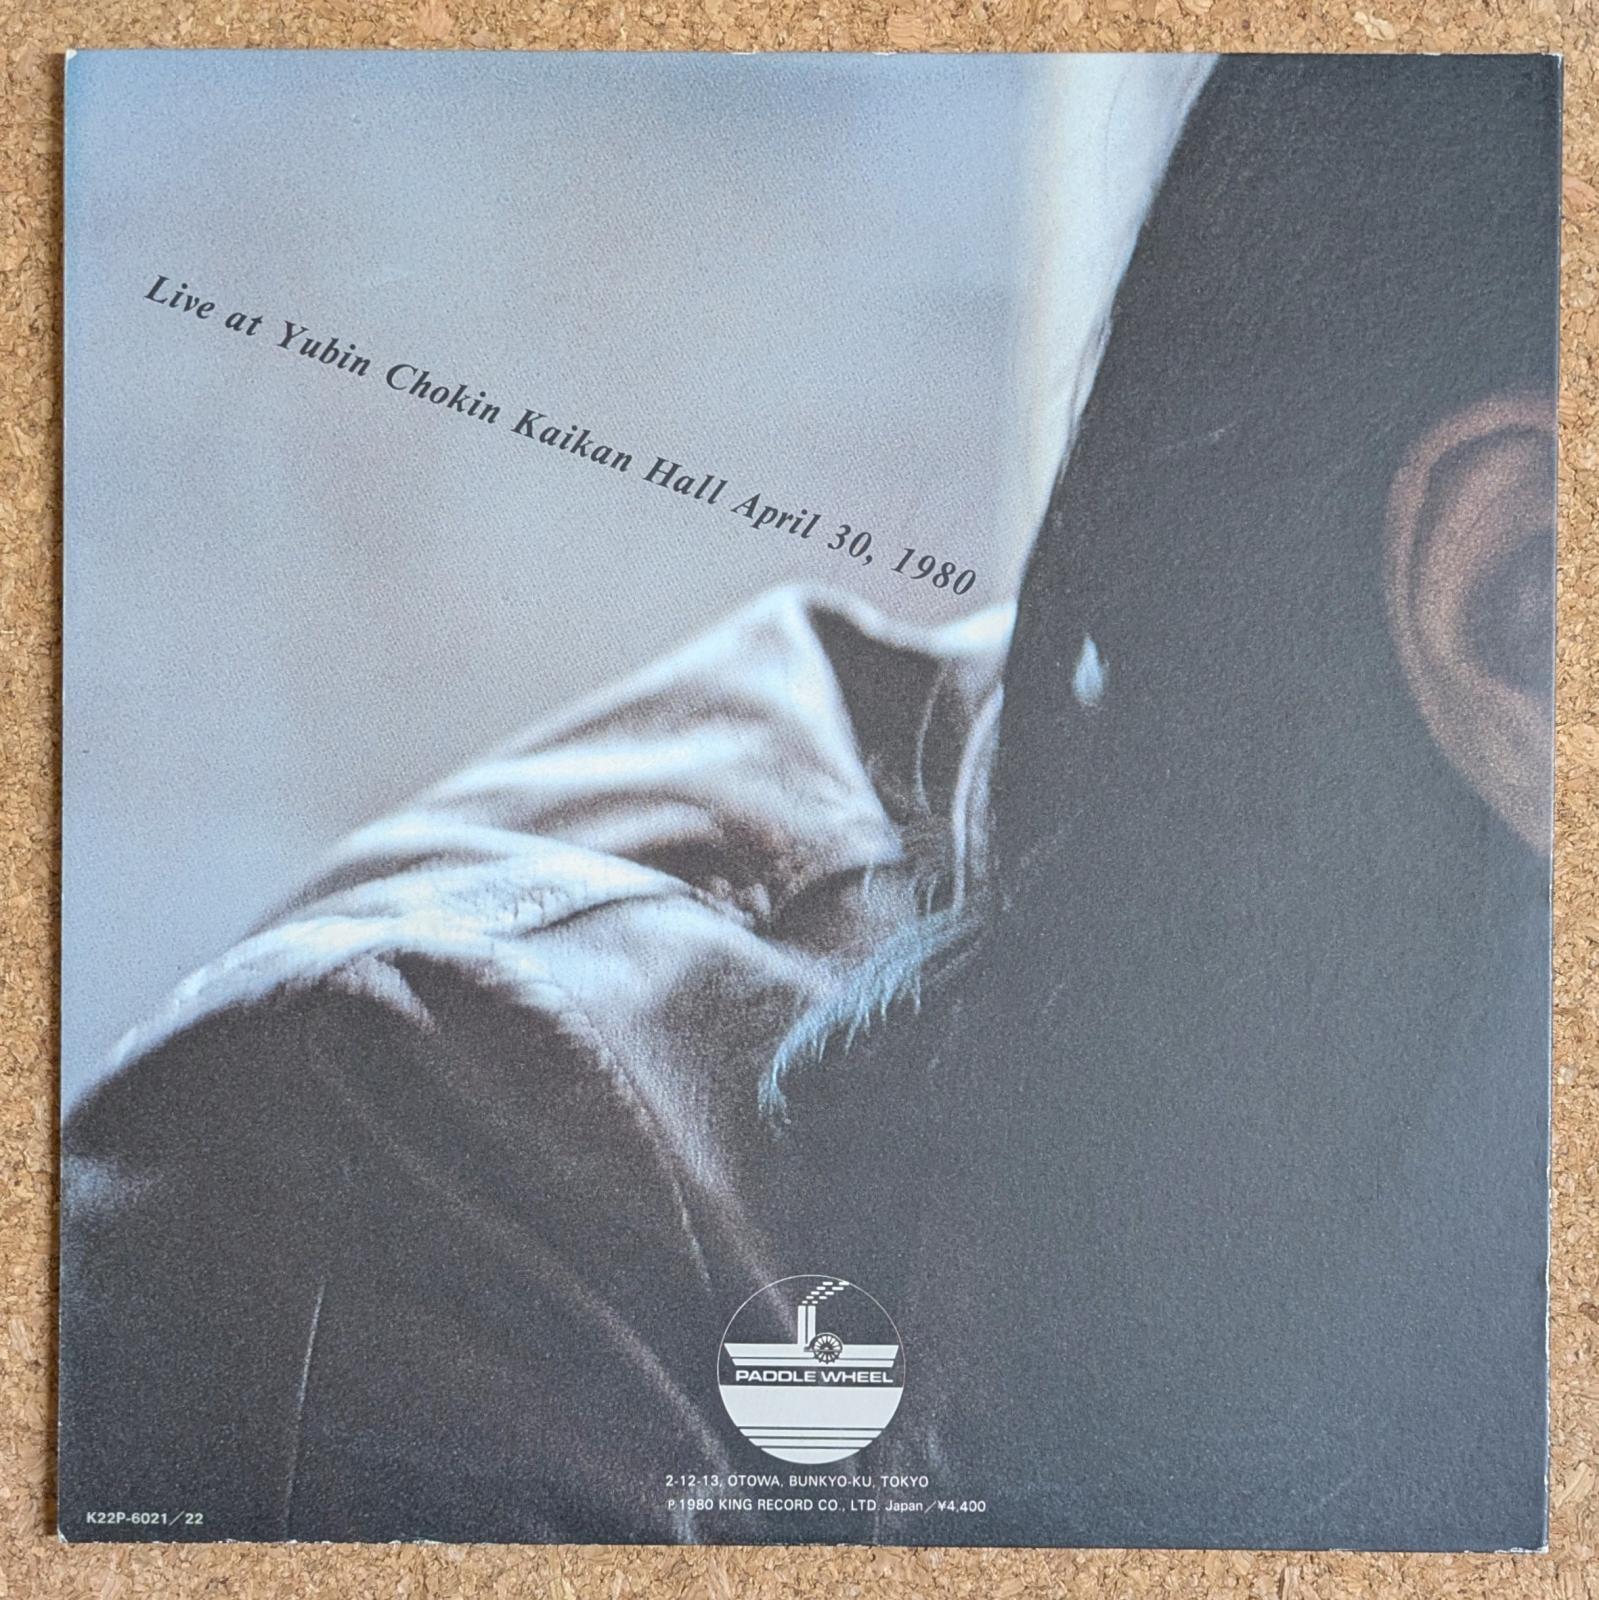 Live at Yubin Chokin Kaikan Hall April 30, 1980
PADDLE WHEEL
2-12-13, OTOWA, BUNKYO-KU, TOKYO
℗ 1980 KING RECORD CO., LTD. Japan／¥4,400
K22P-6021／22